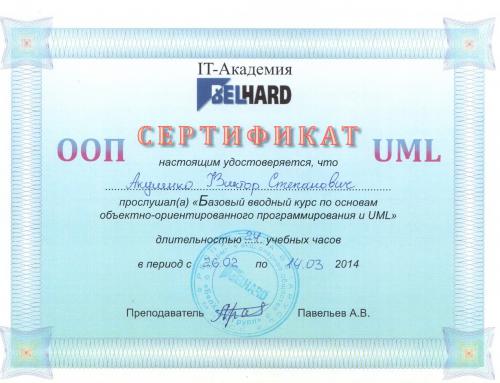 IT-Академия
BELHARD
ООП СЕРТИФИКАТ UML
настоящим удостоверяется, что
Акуленко Виктор Степанович
прослушал(а) «Базовый вводный курс по основам
объектно-ориентированного программирования и UML»
длительностью 24 учебных часов
в период с 26.02 по 14.03 2014
Преподаватель Павельев А.В.
BELHARD